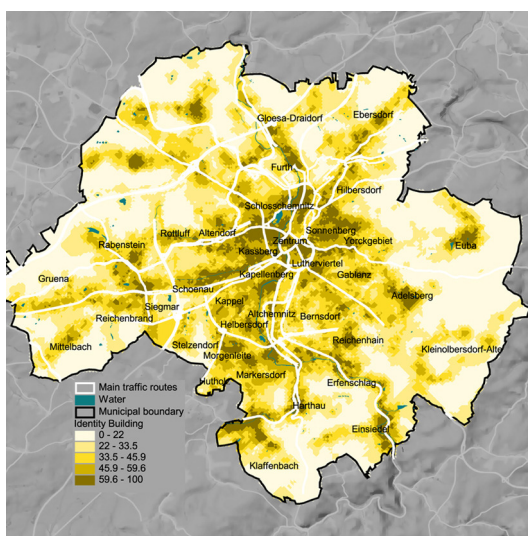 Gloesa-Draidorf
Ebersdorf
Furth
Hilbersdorf
Schlosschemnitz
Rottluff
Altendorf
Sonnenberg
Zentrum
Yorckgebiet
Euba
Rabenstein
Kassberg
Lutherviertel
Gruena
Kapellenberg
Gablanz
Schoenau
Adelsberg
Siegmar
Kappel
Reichenbrand
Altchemnitz
Bernsdorf
Helbersdorf
Mittelbach
Stelzendorf
Reichenhain
Morgenleite
Kleinolbersdorf-Alte
Markersdorf
Hutholz
Erfenschlag
Harthau
Einsiedel
Klaffenbach
Main traffic routes
Water
Municipal boundary
Identity Building
0 - 22
22 - 33.5
33.5 - 45.9
45.9 - 59.6
59.6 - 100